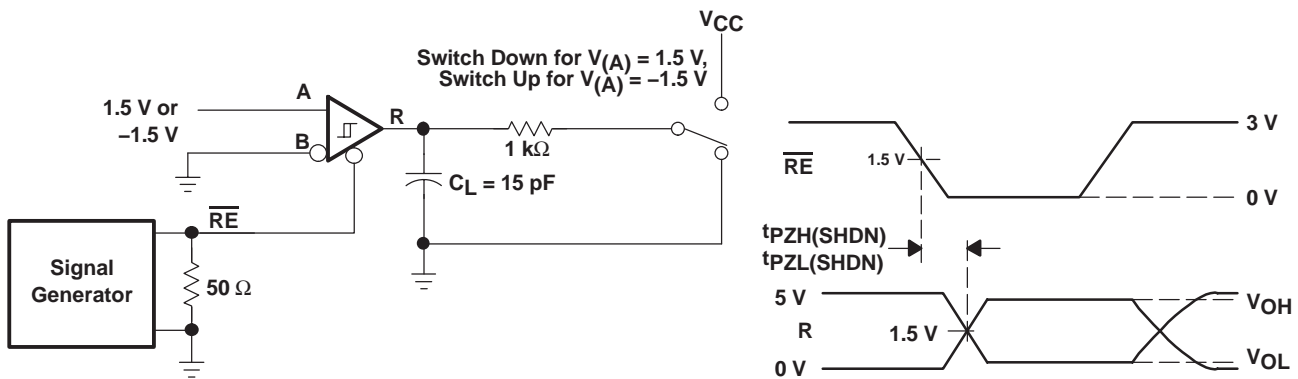 VCC
Switch Down for V(A) = 1.5 V,
Switch Up for V(A) = –1.5 V
A
1.5 V or
–1.5 V
R
B
1 kΩ
CL = 15 pF
RE
Signal
Generator
50 Ω
3 V
1.5 V
RE
0 V
tPZH(SHDN)
tPZL(SHDN)
5 V
VOH
R
1.5 V
0 V
VOL